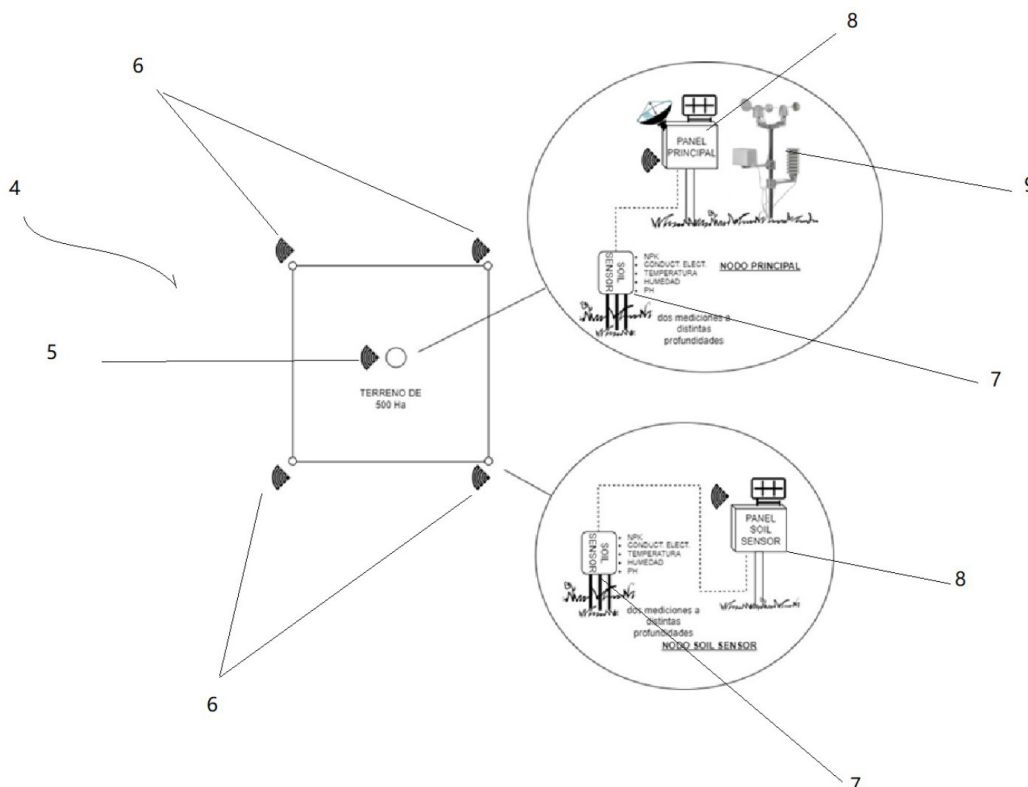 8
6
PANEL
PRINCIPAL
9
4
SOIL
SENSOR
NPK
CONDUCT. ELECT.
TEMPERATURA
HUMEDAD
PH
NODO PRINCIPAL
dos mediciones a
distintas
profundidades
5
7
TERRENO DE
500 Ha
PANEL
SOIL
SENSOR
SOIL
SENSOR
NPK
CONDUCT. ELECT.
TEMPERATURA
HUMEDAD
PH
8
dos mediciones a
distintas
profundidades
NODO SOIL SENSOR
6
7